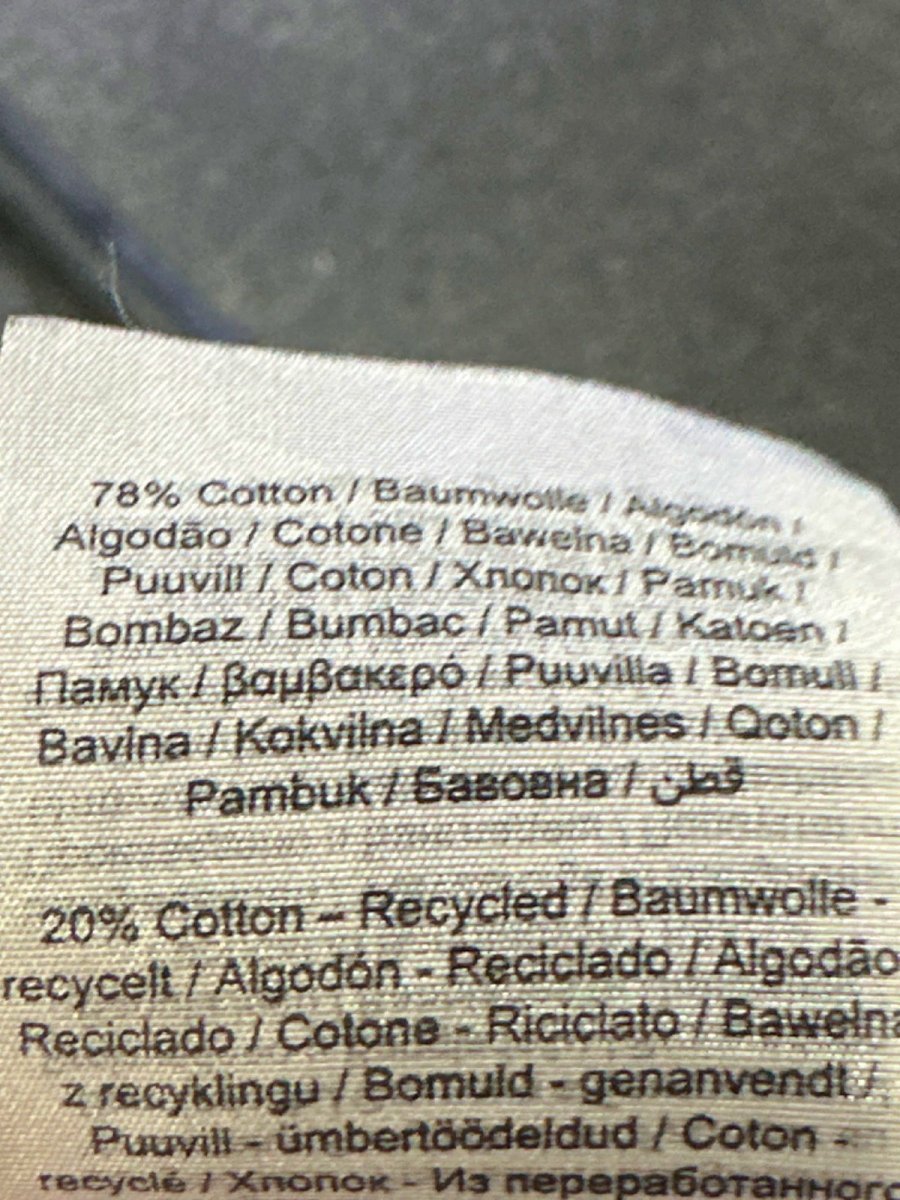 78% Cotton / Baumwolle / Algodón /
Algodão / Cotone / Bawełna / Bomuld /
Puuvill / Coton / Хлопок / Pamuk /
Bombaž / Bumbac / Pamut / Katoen /
Памук / βαμβακερό / Puuvilla / Bomull /
Bavlna / Kokvilna / Medvilnes / Qoton /
Pambuk / Бавовна / قطن
20% Cotton – Recycled / Baumwolle -
recycelt / Algodón - Reciclado / Algodão
Reciclado / Cotone - Riciclato / Bawełna
z recyklingu / Bomuld - genanvendt /
Puuvill - ümbertöödeldud / Coton -
recyclé / Хлопок - Из переработанного